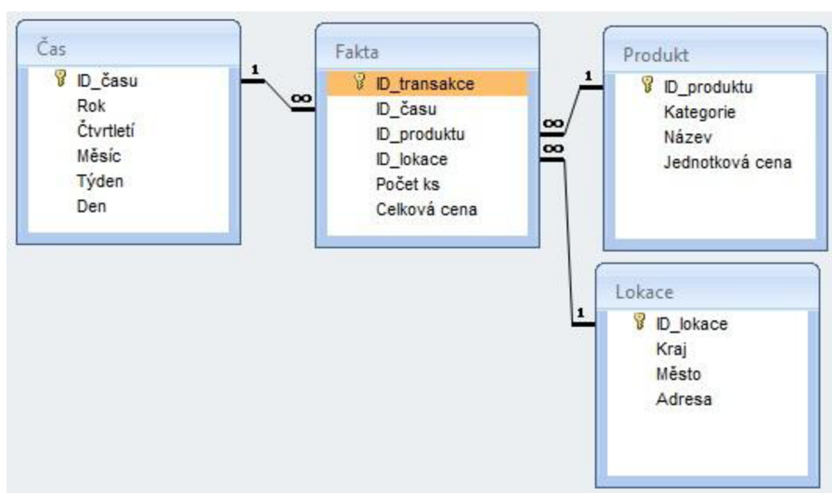 Čas
ID_času
Rok
Čtvrtletí
Měsíc
Týden
Den
1
∞
Fakta
ID_transakce
ID_času
ID_produktu
ID_lokace
Počet ks
Celková cena
∞
∞
1
1
Produkt
ID_produktu
Kategorie
Název
Jednotková cena
Lokace
ID_lokace
Kraj
Město
Adresa